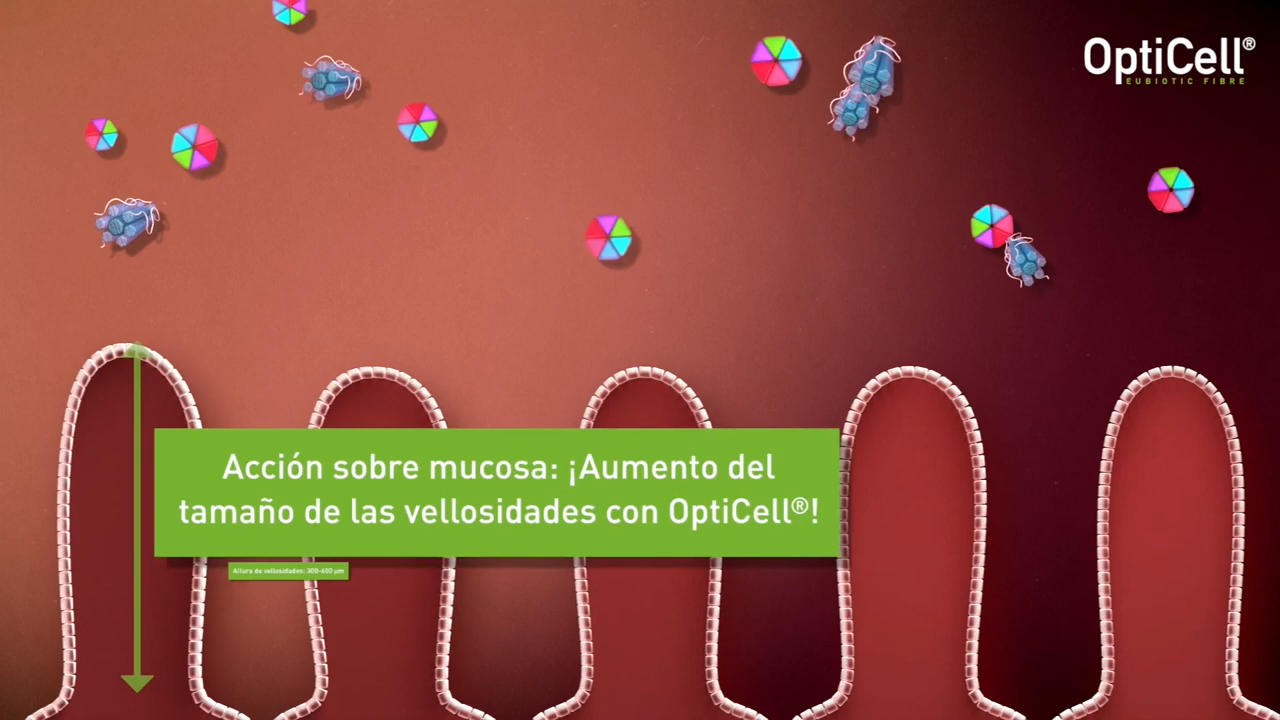 OptiCell®
EUBIOTIC FIBRE
Acción sobre mucosa: ¡Aumento del
tamaño de las vellosidades con OptiCell®!
Altura de vellosidades: 300-600 µm